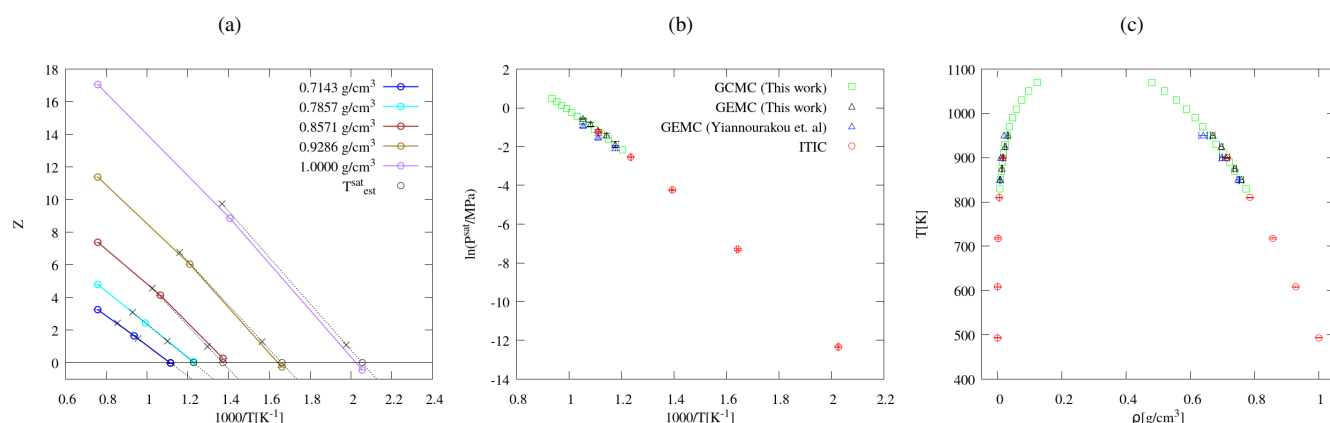 (a)
18
16
14
12
10
8
6
4
2
0
Z
0.6 0.8 1 1.2 1.4 1.6 1.8 2 2.2 2.4
1000/T[K-1]
0.7143 g/cm3
0.7857 g/cm3
0.8571 g/cm3
0.9286 g/cm3
1.0000 g/cm3
Tsatest
(b)
2
0
-2
-4
-6
-8
-10
-12
-14
ln(Psat/MPa)
0.8 1 1.2 1.4 1.6 1.8 2 2.2
1000/T[K-1]
GCMC (This work)
GEMC (This work)
GEMC (Yiannourakou et. al)
ITIC
(c)
1100
1000
900
800
700
600
500
400
T[K]
0 0.2 0.4 0.6 0.8 1
ρ[g/cm3]